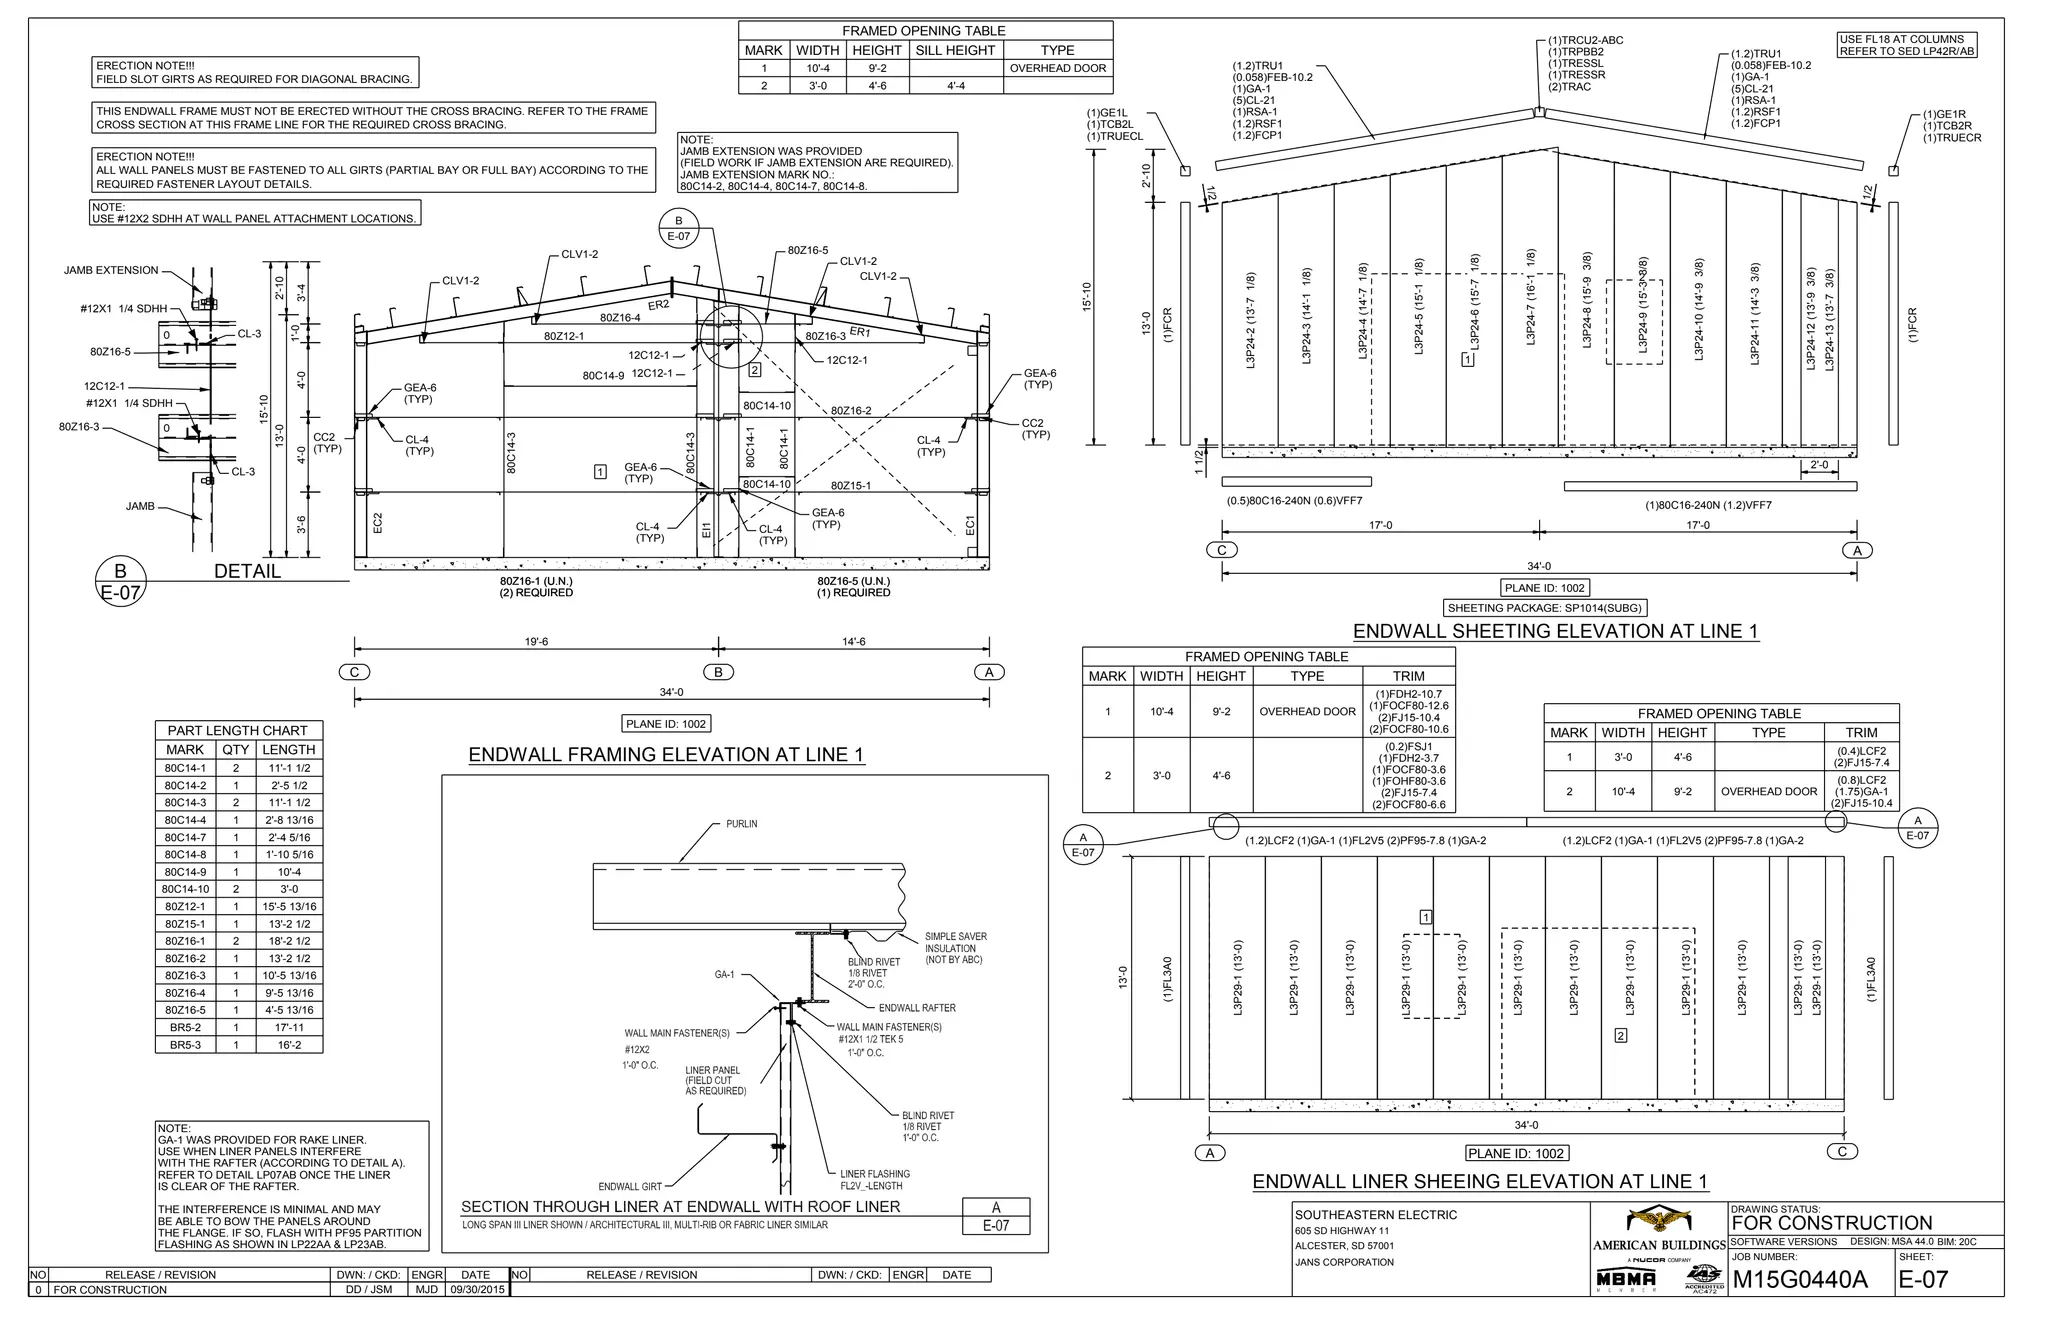 FRAMED OPENING TABLE
MARK WIDTH HEIGHT SILL HEIGHT TYPE
1 10'-4 9'-2 OVERHEAD DOOR
2 3'-0 4'-6 4'-4
ERECTION NOTE!!!
FIELD SLOT GIRTS AS REQUIRED FOR DIAGONAL BRACING.
THIS ENDWALL FRAME MUST NOT BE ERECTED WITHOUT THE CROSS BRACING. REFER TO THE FRAME
CROSS SECTION AT THIS FRAME LINE FOR THE REQUIRED CROSS BRACING.
ERECTION NOTE!!!
ALL WALL PANELS MUST BE FASTENED TO ALL GIRTS (PARTIAL BAY OR FULL BAY) ACCORDING TO THE
REQUIRED FASTENER LAYOUT DETAILS.
NOTE:
USE #12X2 SDHH AT WALL PANEL ATTACHMENT LOCATIONS.
NOTE:
JAMB EXTENSION WAS PROVIDED
(FIELD WORK IF JAMB EXTENSION ARE REQUIRED).
JAMB EXTENSION MARK NO.:
80C14-2, 80C14-4, 80C14-7, 80C14-8.
JAMB EXTENSION
#12X1 1/4 SDHH
0
CL-3
80Z16-5
12C12-1
#12X1 1/4 SDHH
80Z16-3
0
CL-3
JAMB
B
E-07
DETAIL
15'-10
2'-10
13'-0
3'-4
1'-0
4'-0
4'-0
3'-6
B
E-07
80Z16-5
CLV1-2
CLV1-2
CLV1-2
CLV1-2
ER2
ER1
80Z16-4
80Z12-1
80Z16-3
12C12-1
12C12-1
12C12-1
80C14-9
2
GEA-6
(TYP)
GEA-6
(TYP)
80C14-10
80Z16-2
CC2
(TYP)
CC2
(TYP)
CL-4
(TYP)
CL-4
(TYP)
80C14-3
80C14-3
80C14-1
80C14-1
1
GEA-6
(TYP)
80C14-10
80Z15-1
GEA-6
(TYP)
EC2
EI1
EC1
CL-4
(TYP)
CL-4
(TYP)
80Z16-1 (U.N.)
(2) REQUIRED
80Z16-5 (U.N.)
(1) REQUIRED
19'-6
14'-6
C
B
A
34'-0
PLANE ID: 1002
ENDWALL FRAMING ELEVATION AT LINE 1
USE FL18 AT COLUMNS
REFER TO SED LP42R/AB
(1)TRCU2-ABC
(1)TRPBB2
(1)TRESSL
(1)TRESSR
(2)TRAC
(1.2)TRU1
(0.058)FEB-10.2
(1)GA-1
(5)CL-21
(1)RSA-1
(1.2)RSF1
(1.2)FCP1
(1.2)TRU1
(0.058)FEB-10.2
(1)GA-1
(5)CL-21
(1)RSA-1
(1.2)RSF1
(1.2)FCP1
(1)GE1L
(1)TCB2L
(1)TRUECL
(1)GE1R
(1)TCB2R
(1)TRUECR
15'-10
2'-10
13'-0
1/2
1/2
(1)FCR
(1)FCR
L3P24-2 (13'-7 1/8)
L3P24-3 (14'-1 1/8)
L3P24-4 (14'-7 1/8)
L3P24-5 (15'-1 1/8)
L3P24-6 (15'-7 1/8)
L3P24-7 (16'-1 1/8)
L3P24-8 (15'-9 3/8)
L3P24-9 (15'-3 3/8)
L3P24-10 (14'-9 3/8)
L3P24-11 (14'-3 3/8)
L3P24-12 (13'-9 3/8)
L3P24-13 (13'-7 3/8)
1
1 1/2
2'-0
(0.5)80C16-240N (0.6)VFF7
(1)80C16-240N (1.2)VFF7
17'-0
17'-0
C
A
34'-0
PLANE ID: 1002
SHEETING PACKAGE: SP1014(SUBG)
ENDWALL SHEETING ELEVATION AT LINE 1
FRAMED OPENING TABLE
MARK WIDTH HEIGHT TYPE TRIM
1 10'-4 9'-2 OVERHEAD DOOR
(1)FDH2-10.7
(1)FOCF80-12.6
(2)FJ15-10.4
(2)FOCF80-10.6
2 3'-0 4'-6
(0.2)FSJ1
(1)FDH2-3.7
(1)FOCF80-3.6
(1)FOHF80-3.6
(2)FJ15-7.4
(2)FOCF80-6.6
FRAMED OPENING TABLE
MARK WIDTH HEIGHT TYPE TRIM
1 3'-0 4'-6
(0.4)LCF2
(2)FJ15-7.4
2 10'-4 9'-2 OVERHEAD DOOR
(0.8)LCF2
(1.75)GA-1
(2)FJ15-10.4
A
E-07
A
E-07
(1.2)LCF2 (1)GA-1 (1)FL2V5 (2)PF95-7.8 (1)GA-2
(1.2)LCF2 (1)GA-1 (1)FL2V5 (2)PF95-7.8 (1)GA-2
13'-0
(1)FL3A0
(1)FL3A0
L3P29-1 (13'-0)
L3P29-1 (13'-0)
L3P29-1 (13'-0)
L3P29-1 (13'-0)
L3P29-1 (13'-0)
L3P29-1 (13'-0)
L3P29-1 (13'-0)
L3P29-1 (13'-0)
L3P29-1 (13'-0)
L3P29-1 (13'-0)
L3P29-1 (13'-0)
L3P29-1 (13'-0)
1
2
34'-0
A
C
PLANE ID: 1002
ENDWALL LINER SHEEING ELEVATION AT LINE 1
PART LENGTH CHART
MARK QTY LENGTH
80C14-1 2 11'-1 1/2
80C14-2 1 2'-5 1/2
80C14-3 2 11'-1 1/2
80C14-4 1 2'-8 13/16
80C14-7 1 2'-4 5/16
80C14-8 1 1'-10 5/16
80C14-9 1 10'-4
80C14-10 2 3'-0
80Z12-1 1 15'-5 13/16
80Z15-1 1 13'-2 1/2
80Z16-1 2 18'-2 1/2
80Z16-2 1 13'-2 1/2
80Z16-3 1 10'-5 13/16
80Z16-4 1 9'-5 13/16
80Z16-5 1 4'-5 13/16
BR5-2 1 17'-11
BR5-3 1 16'-2
NOTE:
GA-1 WAS PROVIDED FOR RAKE LINER.
USE WHEN LINER PANELS INTERFERE
WITH THE RAFTER (ACCORDING TO DETAIL A).
REFER TO DETAIL LP07AB ONCE THE LINER
IS CLEAR OF THE RAFTER.
THE INTERFERENCE IS MINIMAL AND MAY
BE ABLE TO BOW THE PANELS AROUND
THE FLANGE. IF SO, FLASH WITH PF95 PARTITION
FLASHING AS SHOWN IN LP22AA & LP23AB.
PURLIN
SIMPLE SAVER
INSULATION
(NOT BY ABC)
BLIND RIVET
1/8 RIVET
2'-0" O.C.
GA-1
ENDWALL RAFTER
WALL MAIN FASTENER(S)
#12X2
1'-0" O.C.
WALL MAIN FASTENER(S)
#12X1 1/2 TEK 5
1'-0" O.C.
LINER PANEL
(FIELD CUT
AS REQUIRED)
BLIND RIVET
1/8 RIVET
1'-0" O.C.
ENDWALL GIRT
LINER FLASHING
FL2V_-LENGTH
SECTION THROUGH LINER AT ENDWALL WITH ROOF LINER
LONG SPAN III LINER SHOWN / ARCHITECTURAL III, MULTI-RIB OR FABRIC LINER SIMILAR
A
E-07
NO RELEASE / REVISION DWN: / CKD: ENGR DATE NO RELEASE / REVISION DWN: / CKD: ENGR DATE
0 FOR CONSTRUCTION DD / JSM MJD 09/30/2015
SOUTHEASTERN ELECTRIC
605 SD HIGHWAY 11
ALCESTER, SD 57001
JANS CORPORATION
AMERICAN BUILDINGS
A NUCOR COMPANY
MBMA
MEMBER
IAS
ACCREDITED
AC472
DRAWING STATUS:
FOR CONSTRUCTION
SOFTWARE VERSIONS DESIGN: MSA 44.0 BIM: 20C
JOB NUMBER:
M15G0440A
SHEET:
E-07